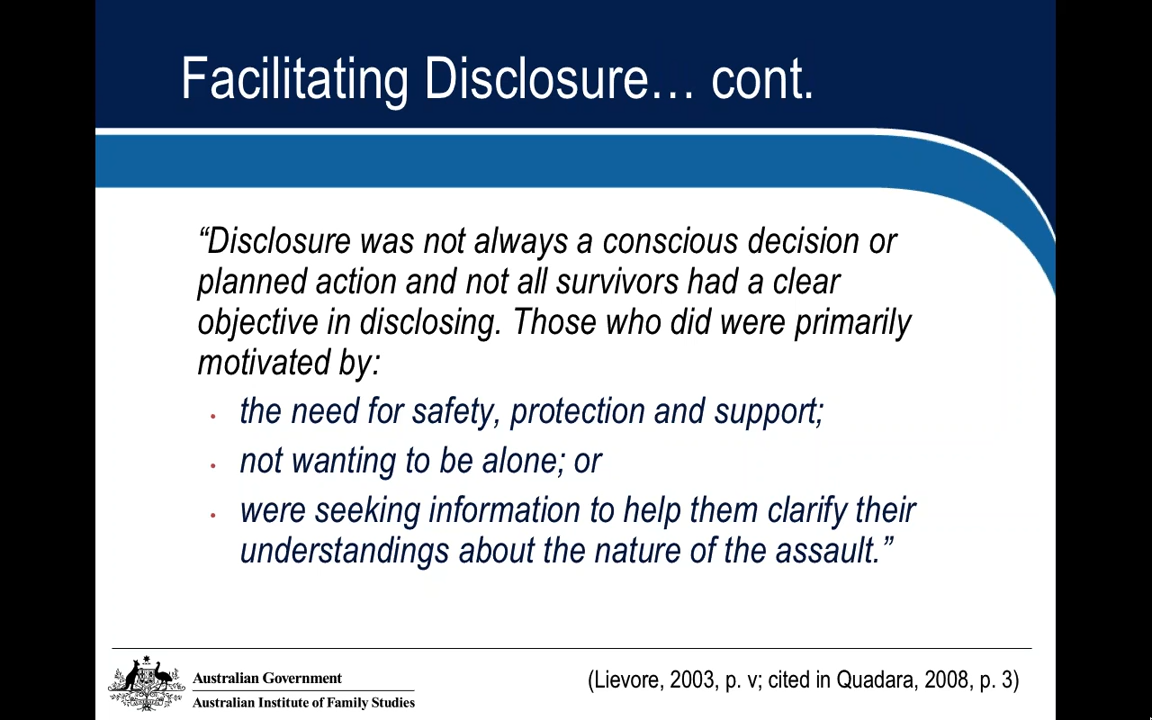 Facilitating Disclosure… cont.
“Disclosure was not always a conscious decision or
planned action and not all survivors had a clear
objective in disclosing. Those who did were primarily
motivated by:
• the need for safety, protection and support;
• not wanting to be alone; or
• were seeking information to help them clarify their
understandings about the nature of the assault.”
Australian Government
Australian Institute of Family Studies
(Lievore, 2003, p. v; cited in Quadara, 2008, p. 3)